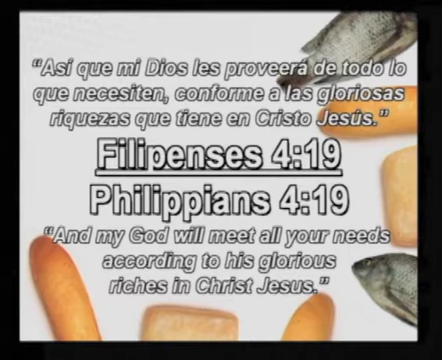 “Así que mi Dios les proveerá de todo lo
que necesiten, conforme a las gloriosas
riquezas que tiene en Cristo Jesús.”
Filipenses 4:19
Philippians 4:19
“And my God will meet all your needs
according to his glorious
riches in Christ Jesus.”